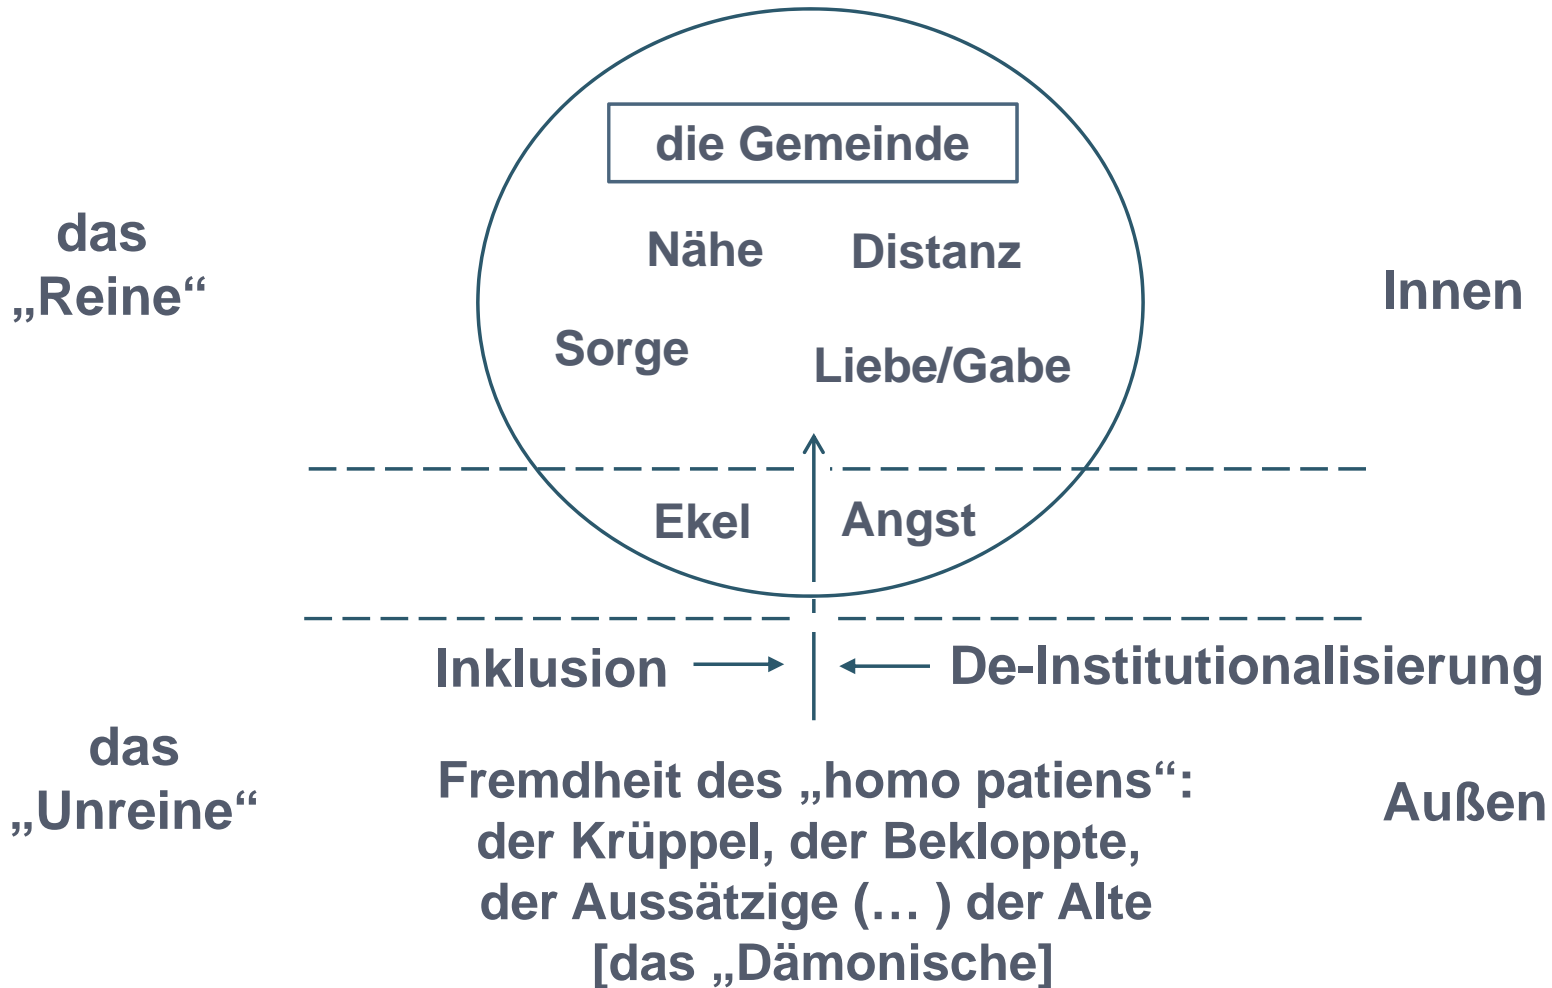 die Gemeinde
das
„Reine“
Nähe
Distanz
Innen
Sorge
Liebe/Gabe
Ekel
Angst
Inklusion
De-Institutionalisierung
das
„Unreine“
Fremdheit des „homo patiens“:
der Krüppel, der Bekloppte,
der Aussätzige (… ) der Alte
[das „Dämonische]
Außen